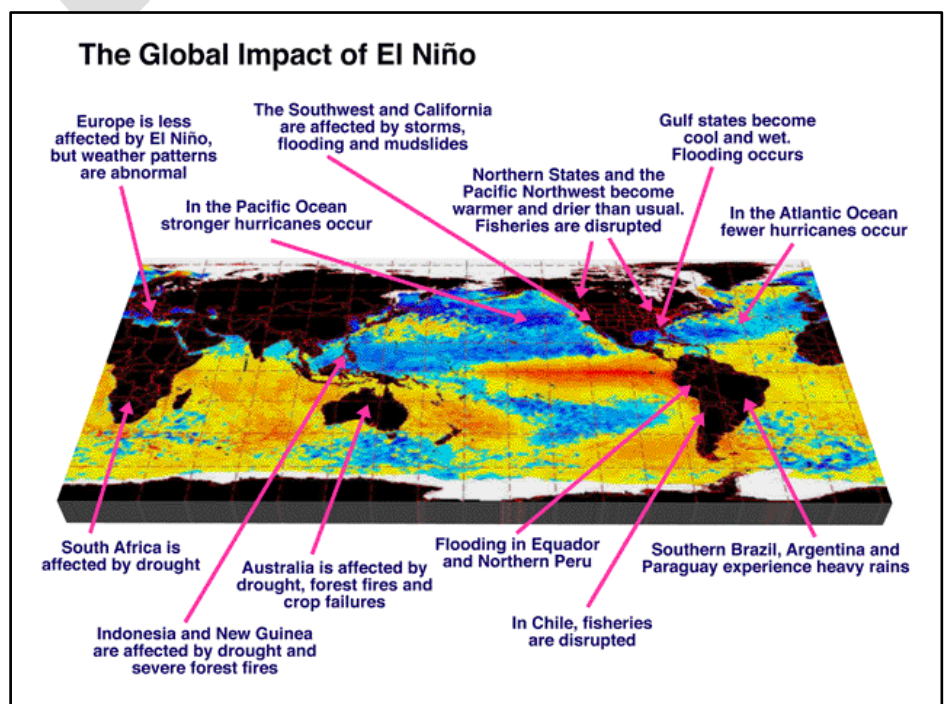 The Global Impact of El Niño
Europe is less
affected by El Niño,
but weather patterns
are abnormal
The Southwest and California
are affected by storms,
flooding and mudslides
Gulf states become
cool and wet.
Flooding occurs
Northern States and the
Pacific Northwest become
warmer and drier than usual.
Fisheries are disrupted
In the Pacific Ocean
stronger hurricanes occur
In the Atlantic Ocean
fewer hurricanes occur
South Africa is
affected by drought
Australia is affected by
drought, forest fires and
crop failures
Indonesia and New Guinea
are affected by drought and
severe forest fires
Flooding in Equador
and Northern Peru
Southern Brazil, Argentina and
Paraguay experience heavy rains
In Chile, fisheries
are disrupted